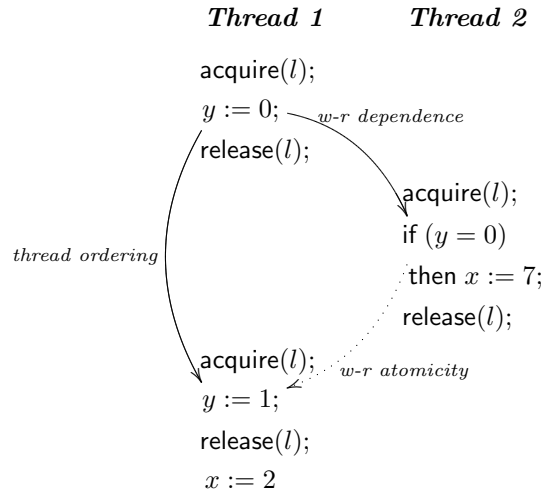 Thread 1 Thread 2
acquire(l);
y := 0;
w-r dependence
release(l);
acquire(l);
if (y = 0)
thread ordering
then x := 7;
release(l);
acquire(l);
w-r atomicity
y := 1;
release(l);
x := 2